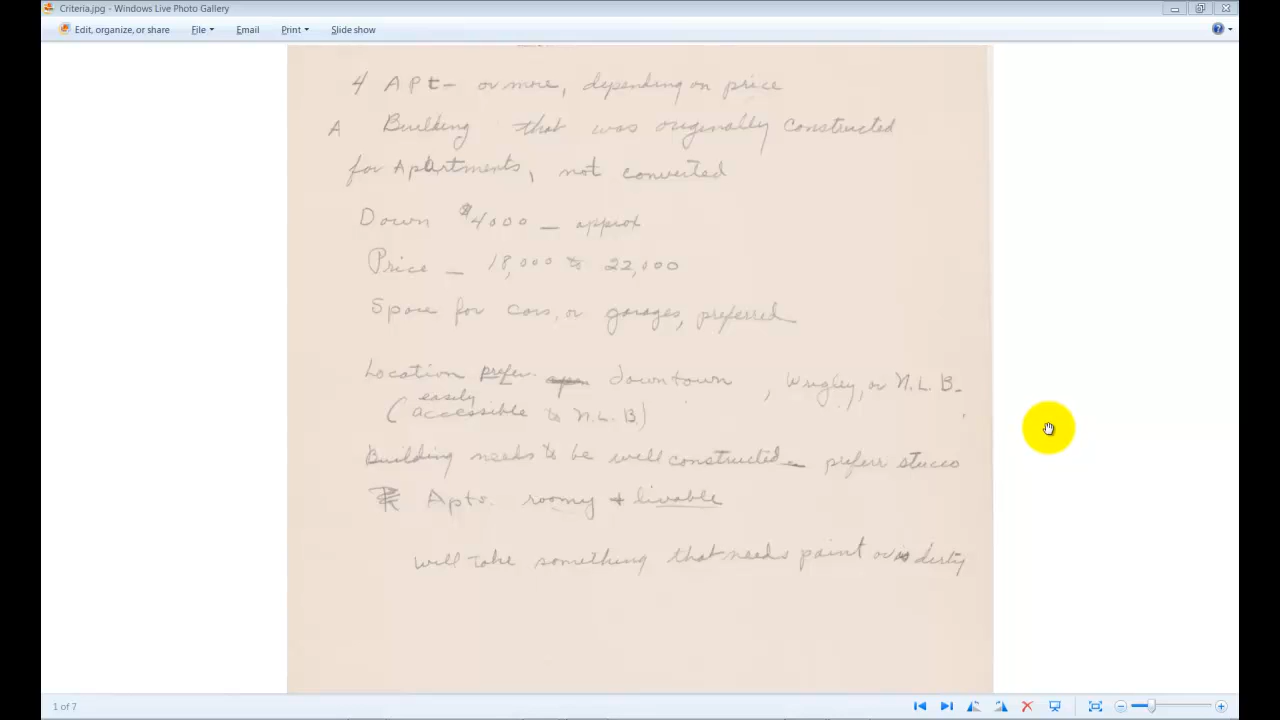 Criteria.jpg - Windows Live Photo Gallery
Edit, organize, or share File Email Print Slide show
4 Apt- or more, depending on price
A Building that was originally constructed
for Apartments, not converted
Down $4000 - approx
Price - 18,000 to 22,000
Space for cars, or garages, preferred
Location prefer. downtown, Wrigley, or N.L.B.
(easily accessible to N.L.B.)
Building needs to be well constructed - preferr stucco
Apts. roomy + livable
will take something that needs paint or is dirty
1 of 7